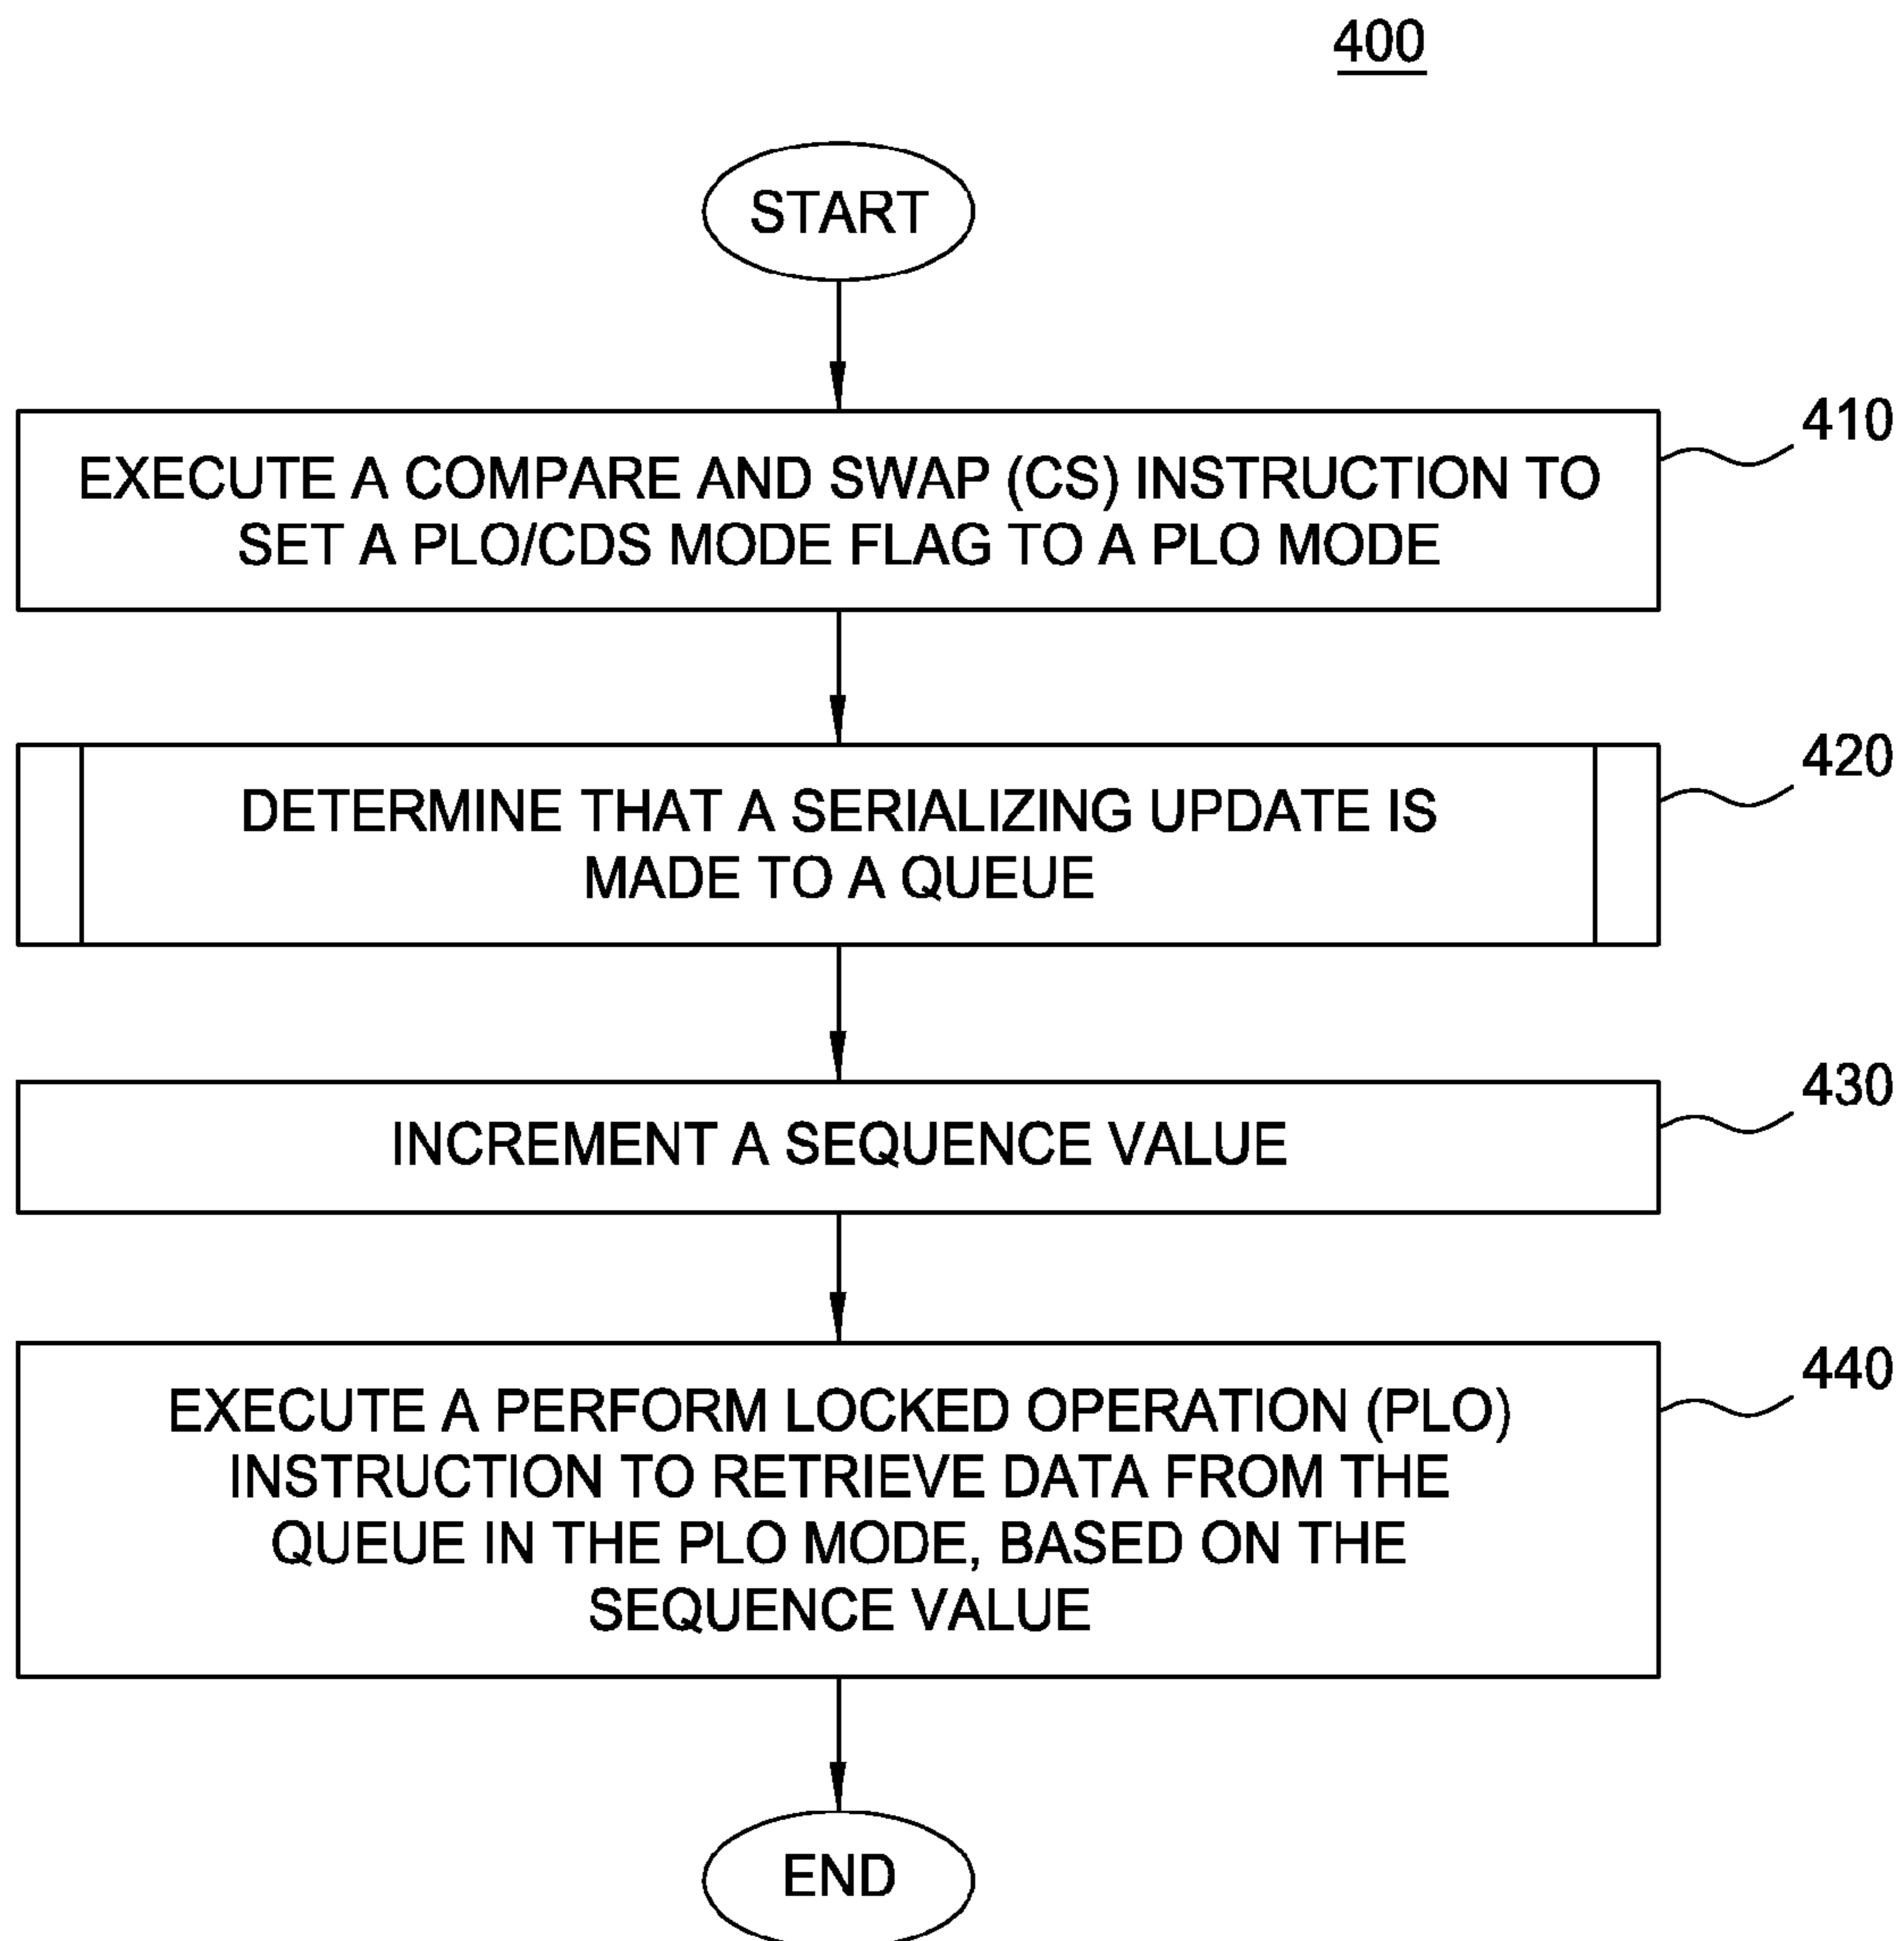 400
START
410
EXECUTE A COMPARE AND SWAP (CS) INSTRUCTION TO
SET A PLO/CDS MODE FLAG TO A PLO MODE
420
DETERMINE THAT A SERIALIZING UPDATE IS
MADE TO A QUEUE
430
INCREMENT A SEQUENCE VALUE
440
EXECUTE A PERFORM LOCKED OPERATION (PLO)
INSTRUCTION TO RETRIEVE DATA FROM THE
QUEUE IN THE PLO MODE, BASED ON THE
SEQUENCE VALUE
END